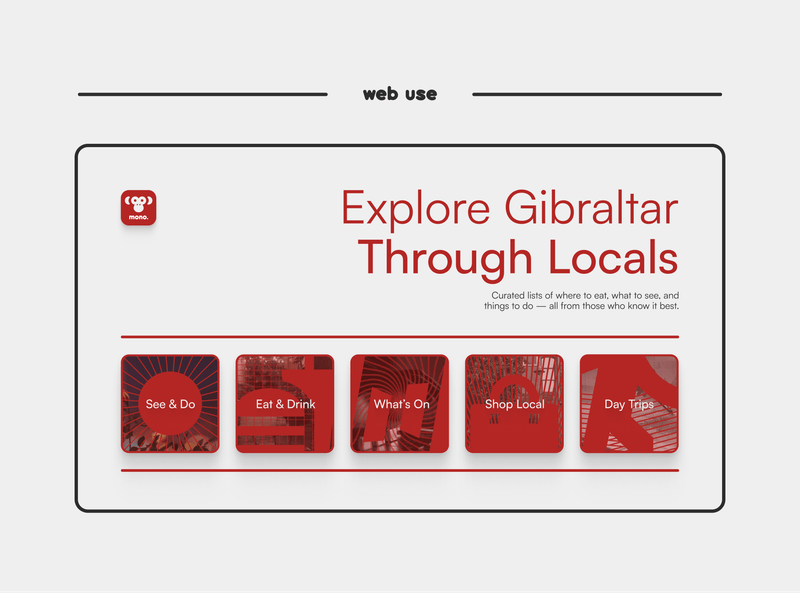 web use
mono.
Explore Gibraltar
Through Locals
Curated lists of where to eat, what to see, and
things to do — all from those who know it best.
See & Do
Eat & Drink
What's On
Shop Local
Day Trips